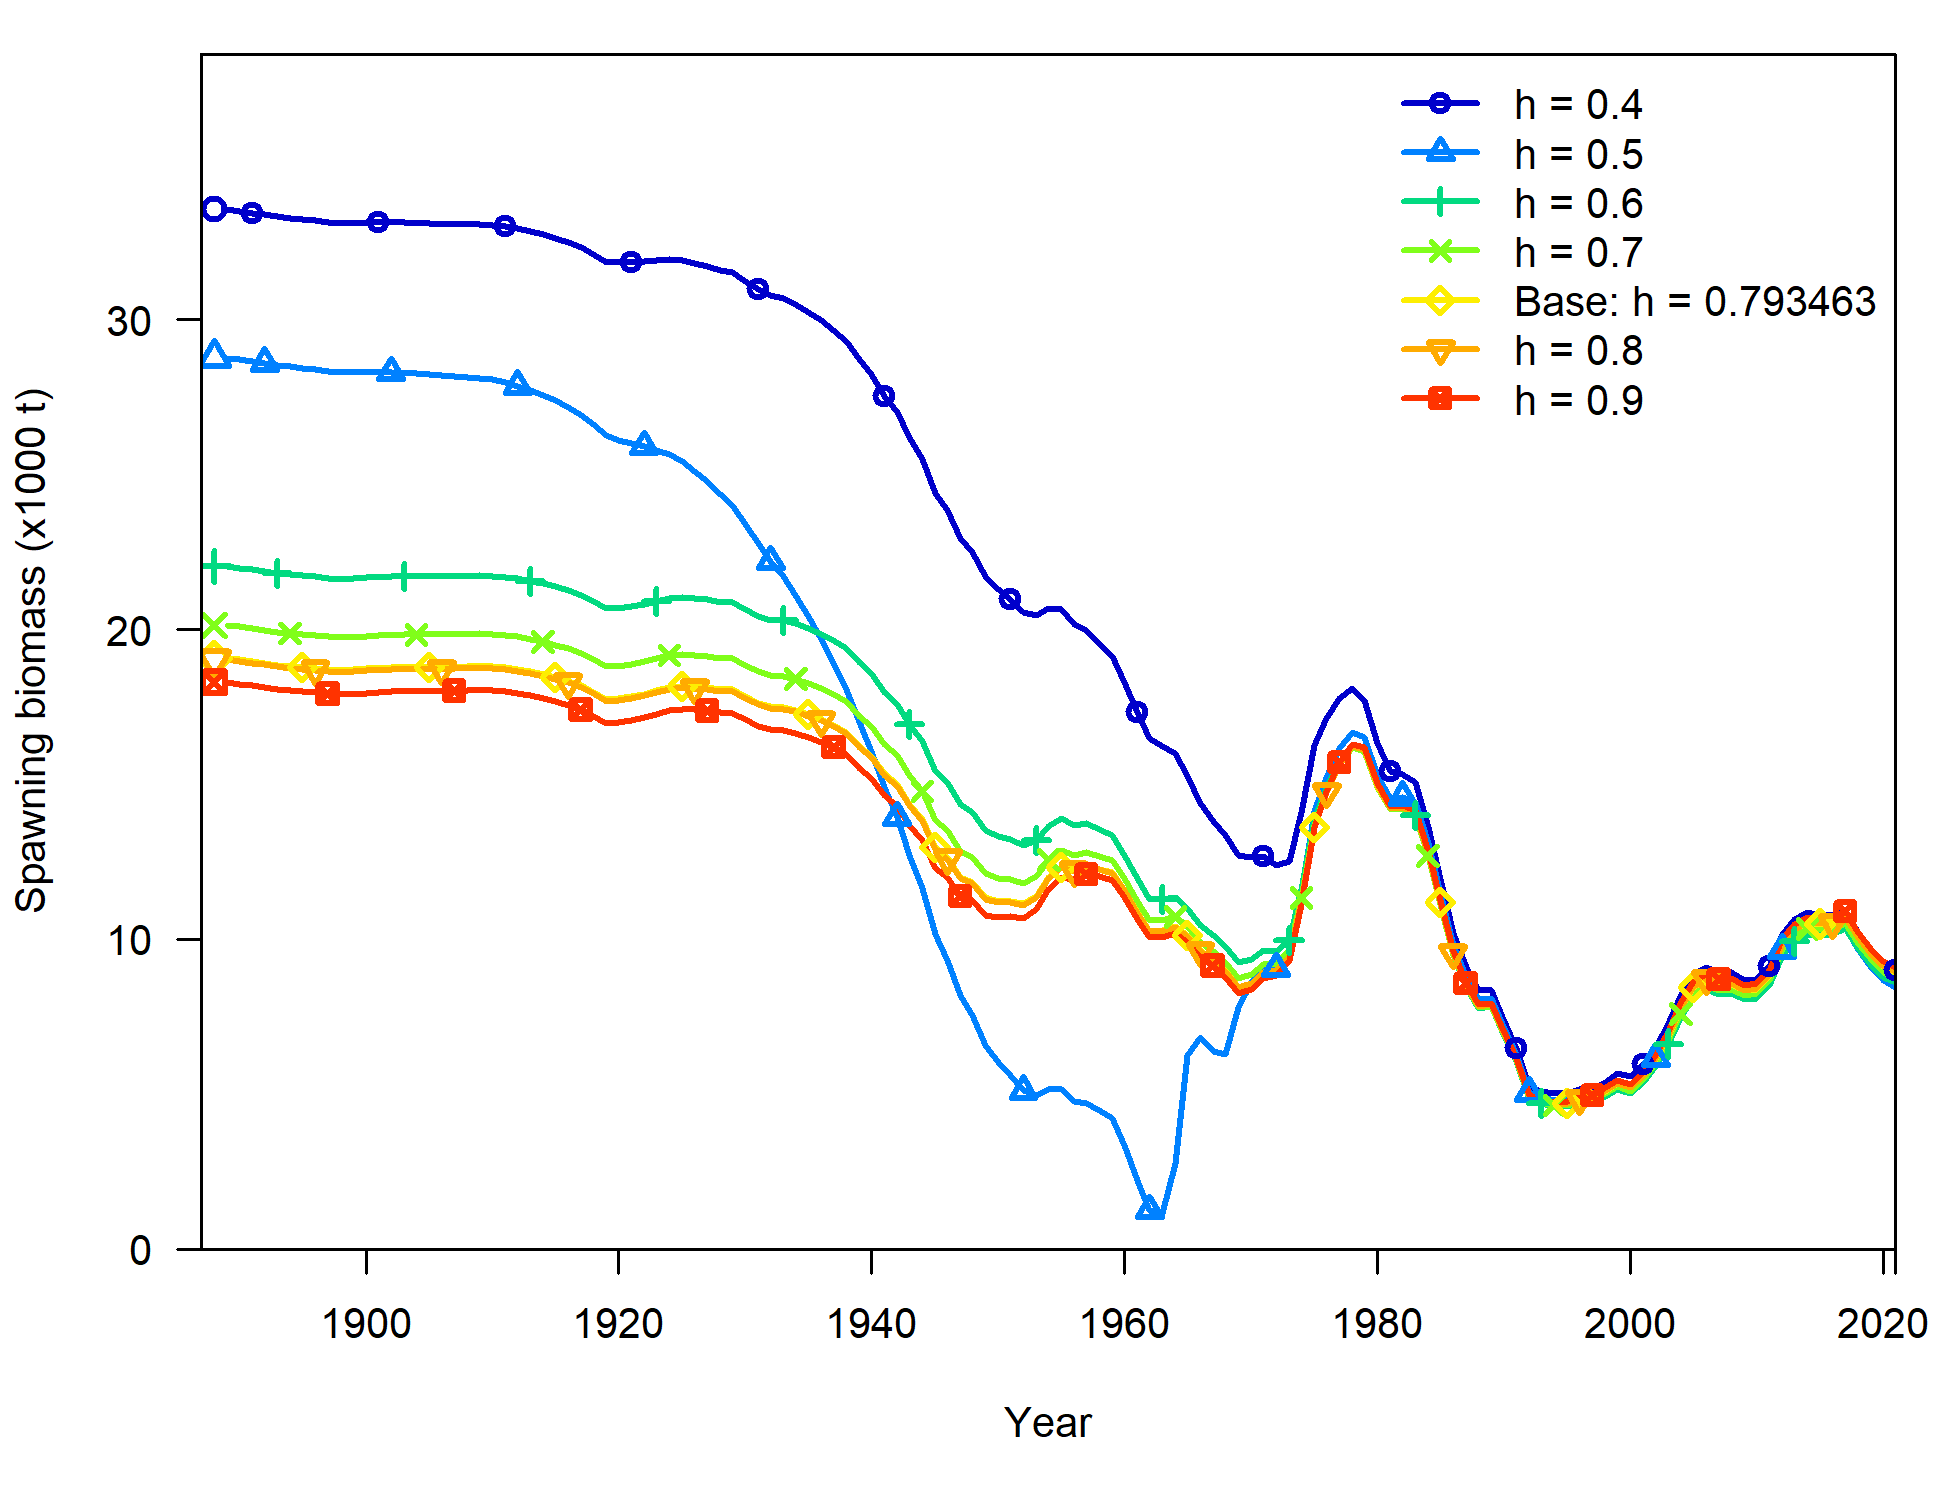 h = 0.4
h = 0.5
h = 0.6
h = 0.7
Base: h = 0.793463
h = 0.8
h = 0.9
Spawning biomass (x1000 t)
30
20
10
0
1900 1920 1940 1960 1980 2000 2020
Year